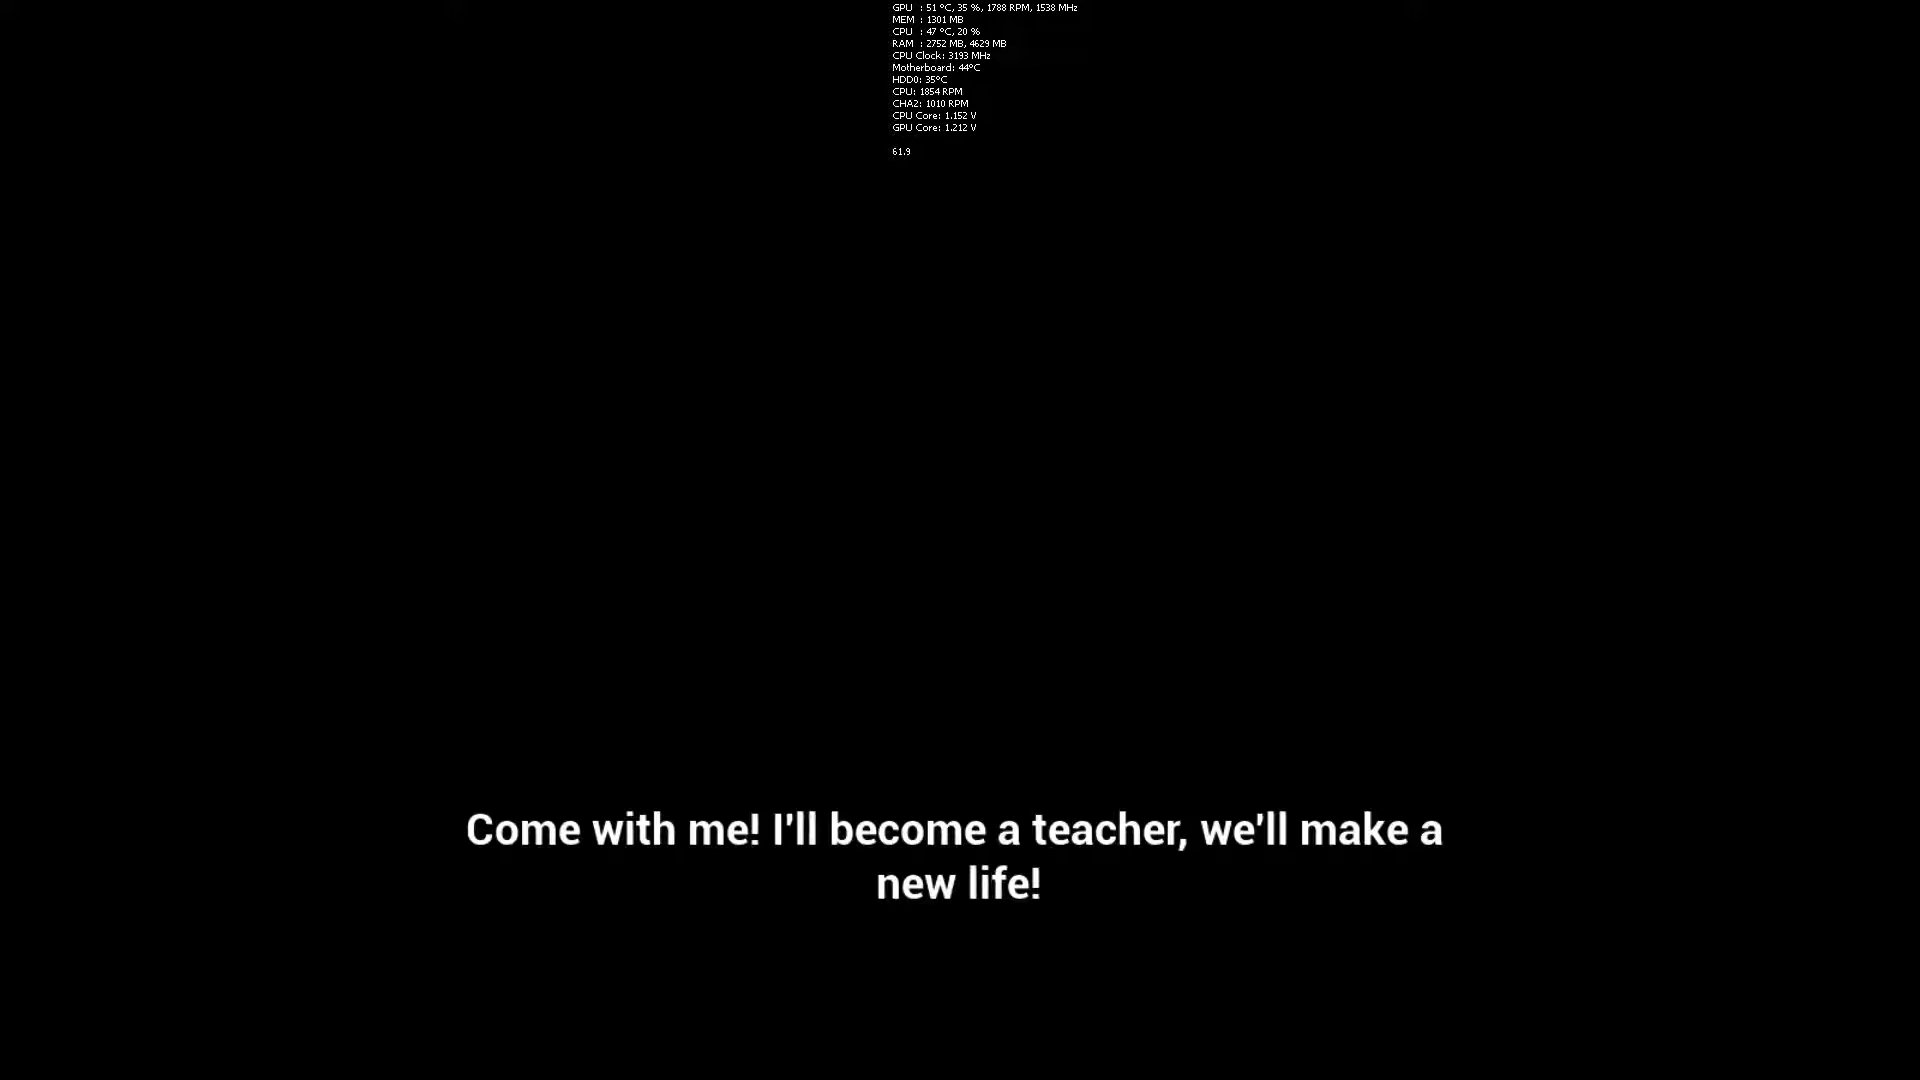 GPU : 51 °C, 35 %, 1788 RPM, 1538 MHz
MEM : 1301 MB
CPU : 47 °C, 20 %
RAM : 2752 MB, 4629 MB
CPU Clock: 3193 MHz
Motherboard: 44°C
HDD0: 35°C
CPU: 1854 RPM
CHA2: 1010 RPM
CPU Core: 1.152 V
GPU Core: 1.212 V
61.9
Come with me! I'll become a teacher, we'll make a
new life!